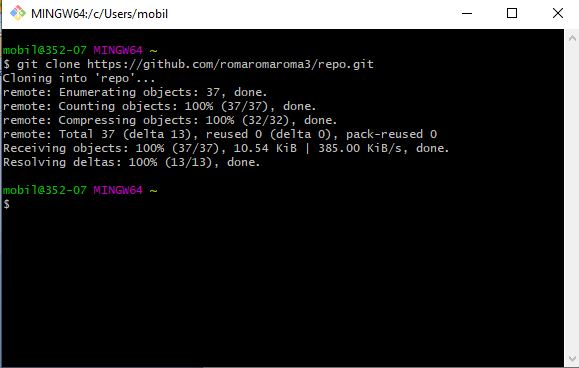 MINGW64:/c/Users/mobil
mobil@352-07 MINGW64 ~
$ git clone https://github.com/romaromaroma3/repo.git
Cloning into 'repo'...
remote: Enumerating objects: 37, done.
remote: Counting objects: 100% (37/37), done.
remote: Compressing objects: 100% (32/32), done.
remote: Total 37 (delta 13), reused 0 (delta 0), pack-reused 0
Receiving objects: 100% (37/37), 10.54 KiB | 385.00 KiB/s, done.
Resolving deltas: 100% (13/13), done.
mobil@352-07 MINGW64 ~
$